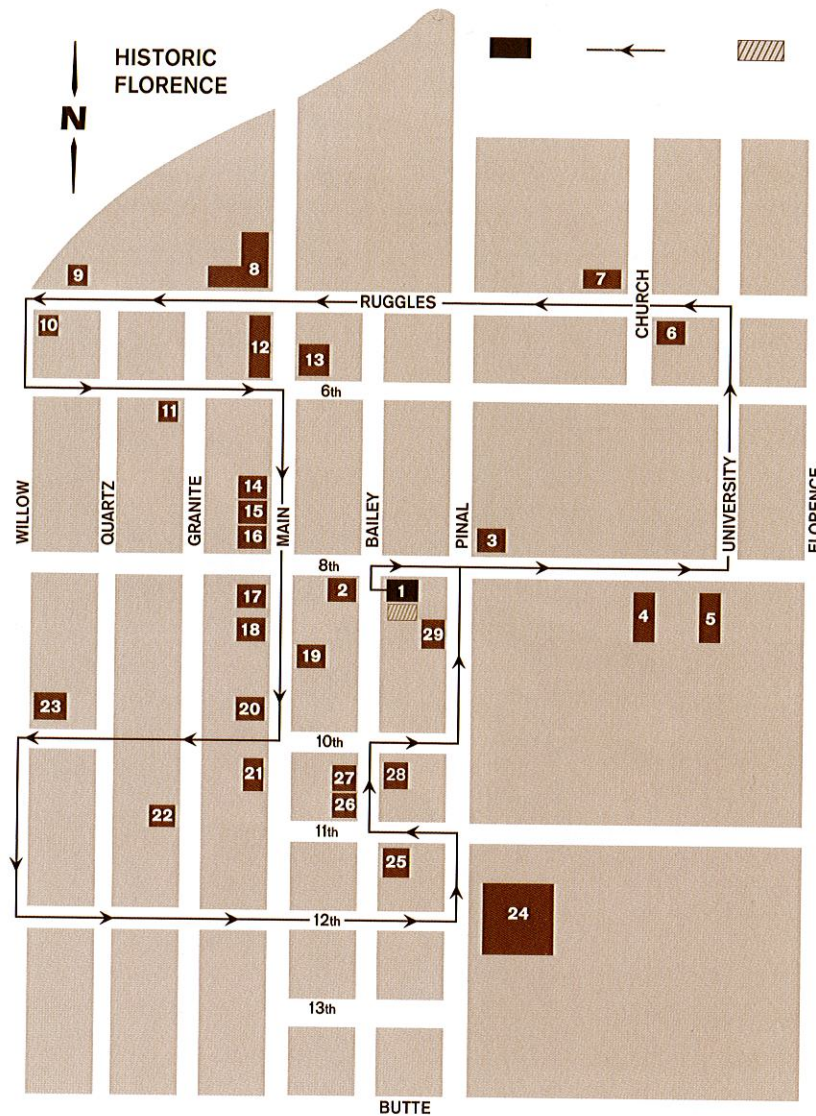 HISTORIC
FLORENCE
N
8
9
7
RUGGLES
CHURCH
10
12
13
6
6th
11
WILLOW
QUARTZ
GRANITE
MAIN
BAILEY
PINAL
UNIVERSITY
FLORENCE
14
15
16
3
8th
17
2
1
4
5
18
29
19
23
20
10th
21
27
28
22
26
11th
25
24
12th
13th
BUTTE